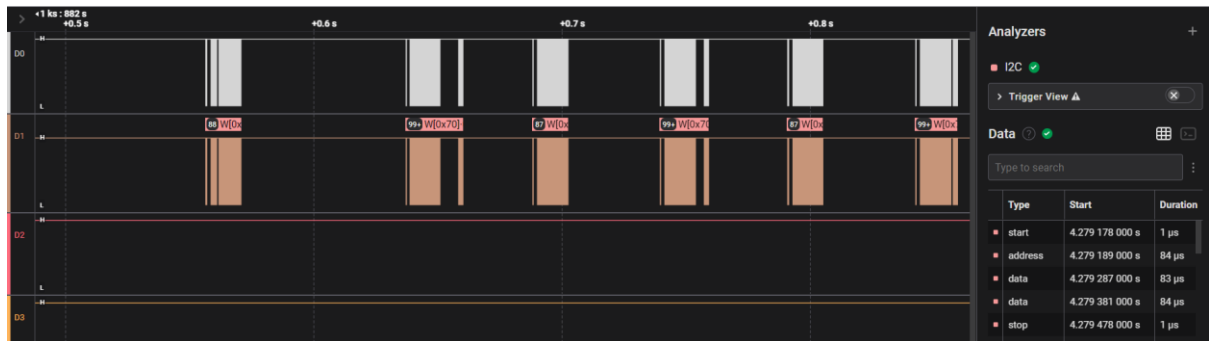 ◂1 ks : 882 s
+0.5 s +0.6 s +0.7 s +0.8 s
Analyzers +
I2C
Trigger View
Data
Type to search
Type Start Duration
start 4.279 178 000 s 1 µs
address 4.279 189 000 s 84 µs
data 4.279 287 000 s 83 µs
data 4.279 381 000 s 84 µs
stop 4.279 478 000 s 1 µs
D0 H
L
D1 H
88 W[0x 99+ W[0x70] 87 W[0x 99+ W[0x70 87 W[0x 99+ W[0x
L
D2 H
L
D3 H